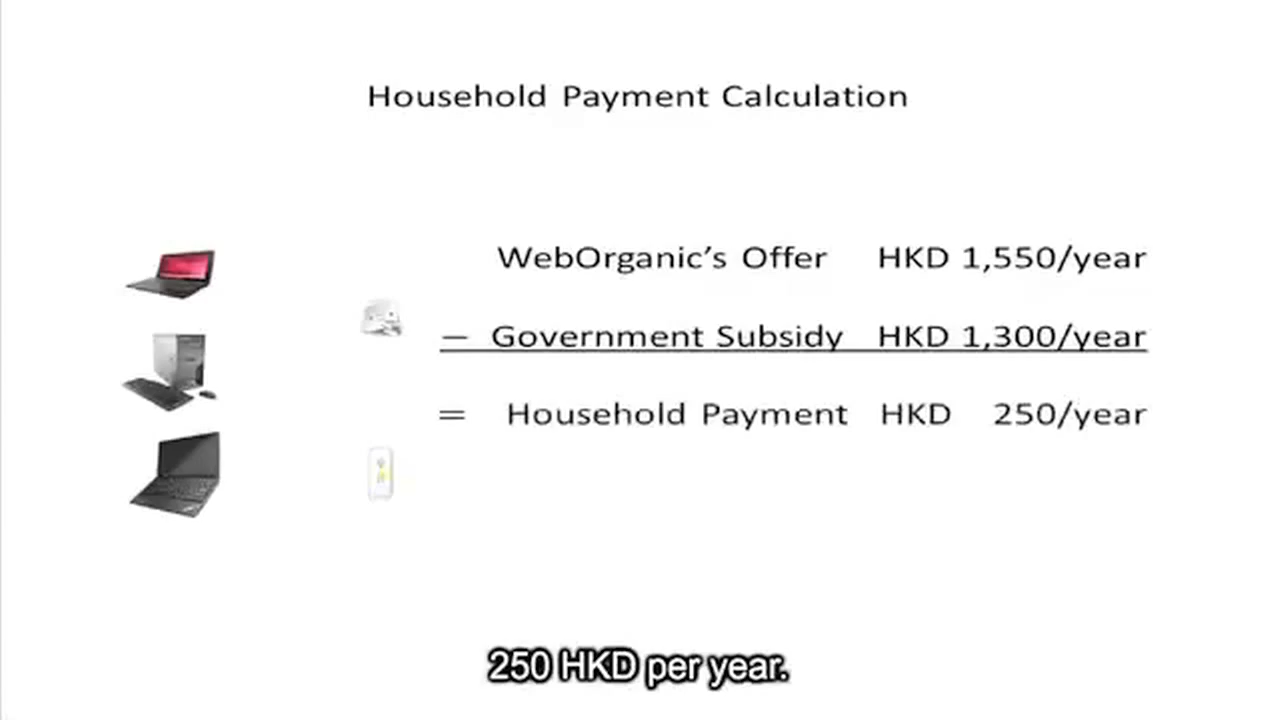 Household Payment Calculation
WebOrganic’s Offer HKD 1,550/year
− Government Subsidy HKD 1,300/year
= Household Payment HKD 250/year
250 HKD per year.